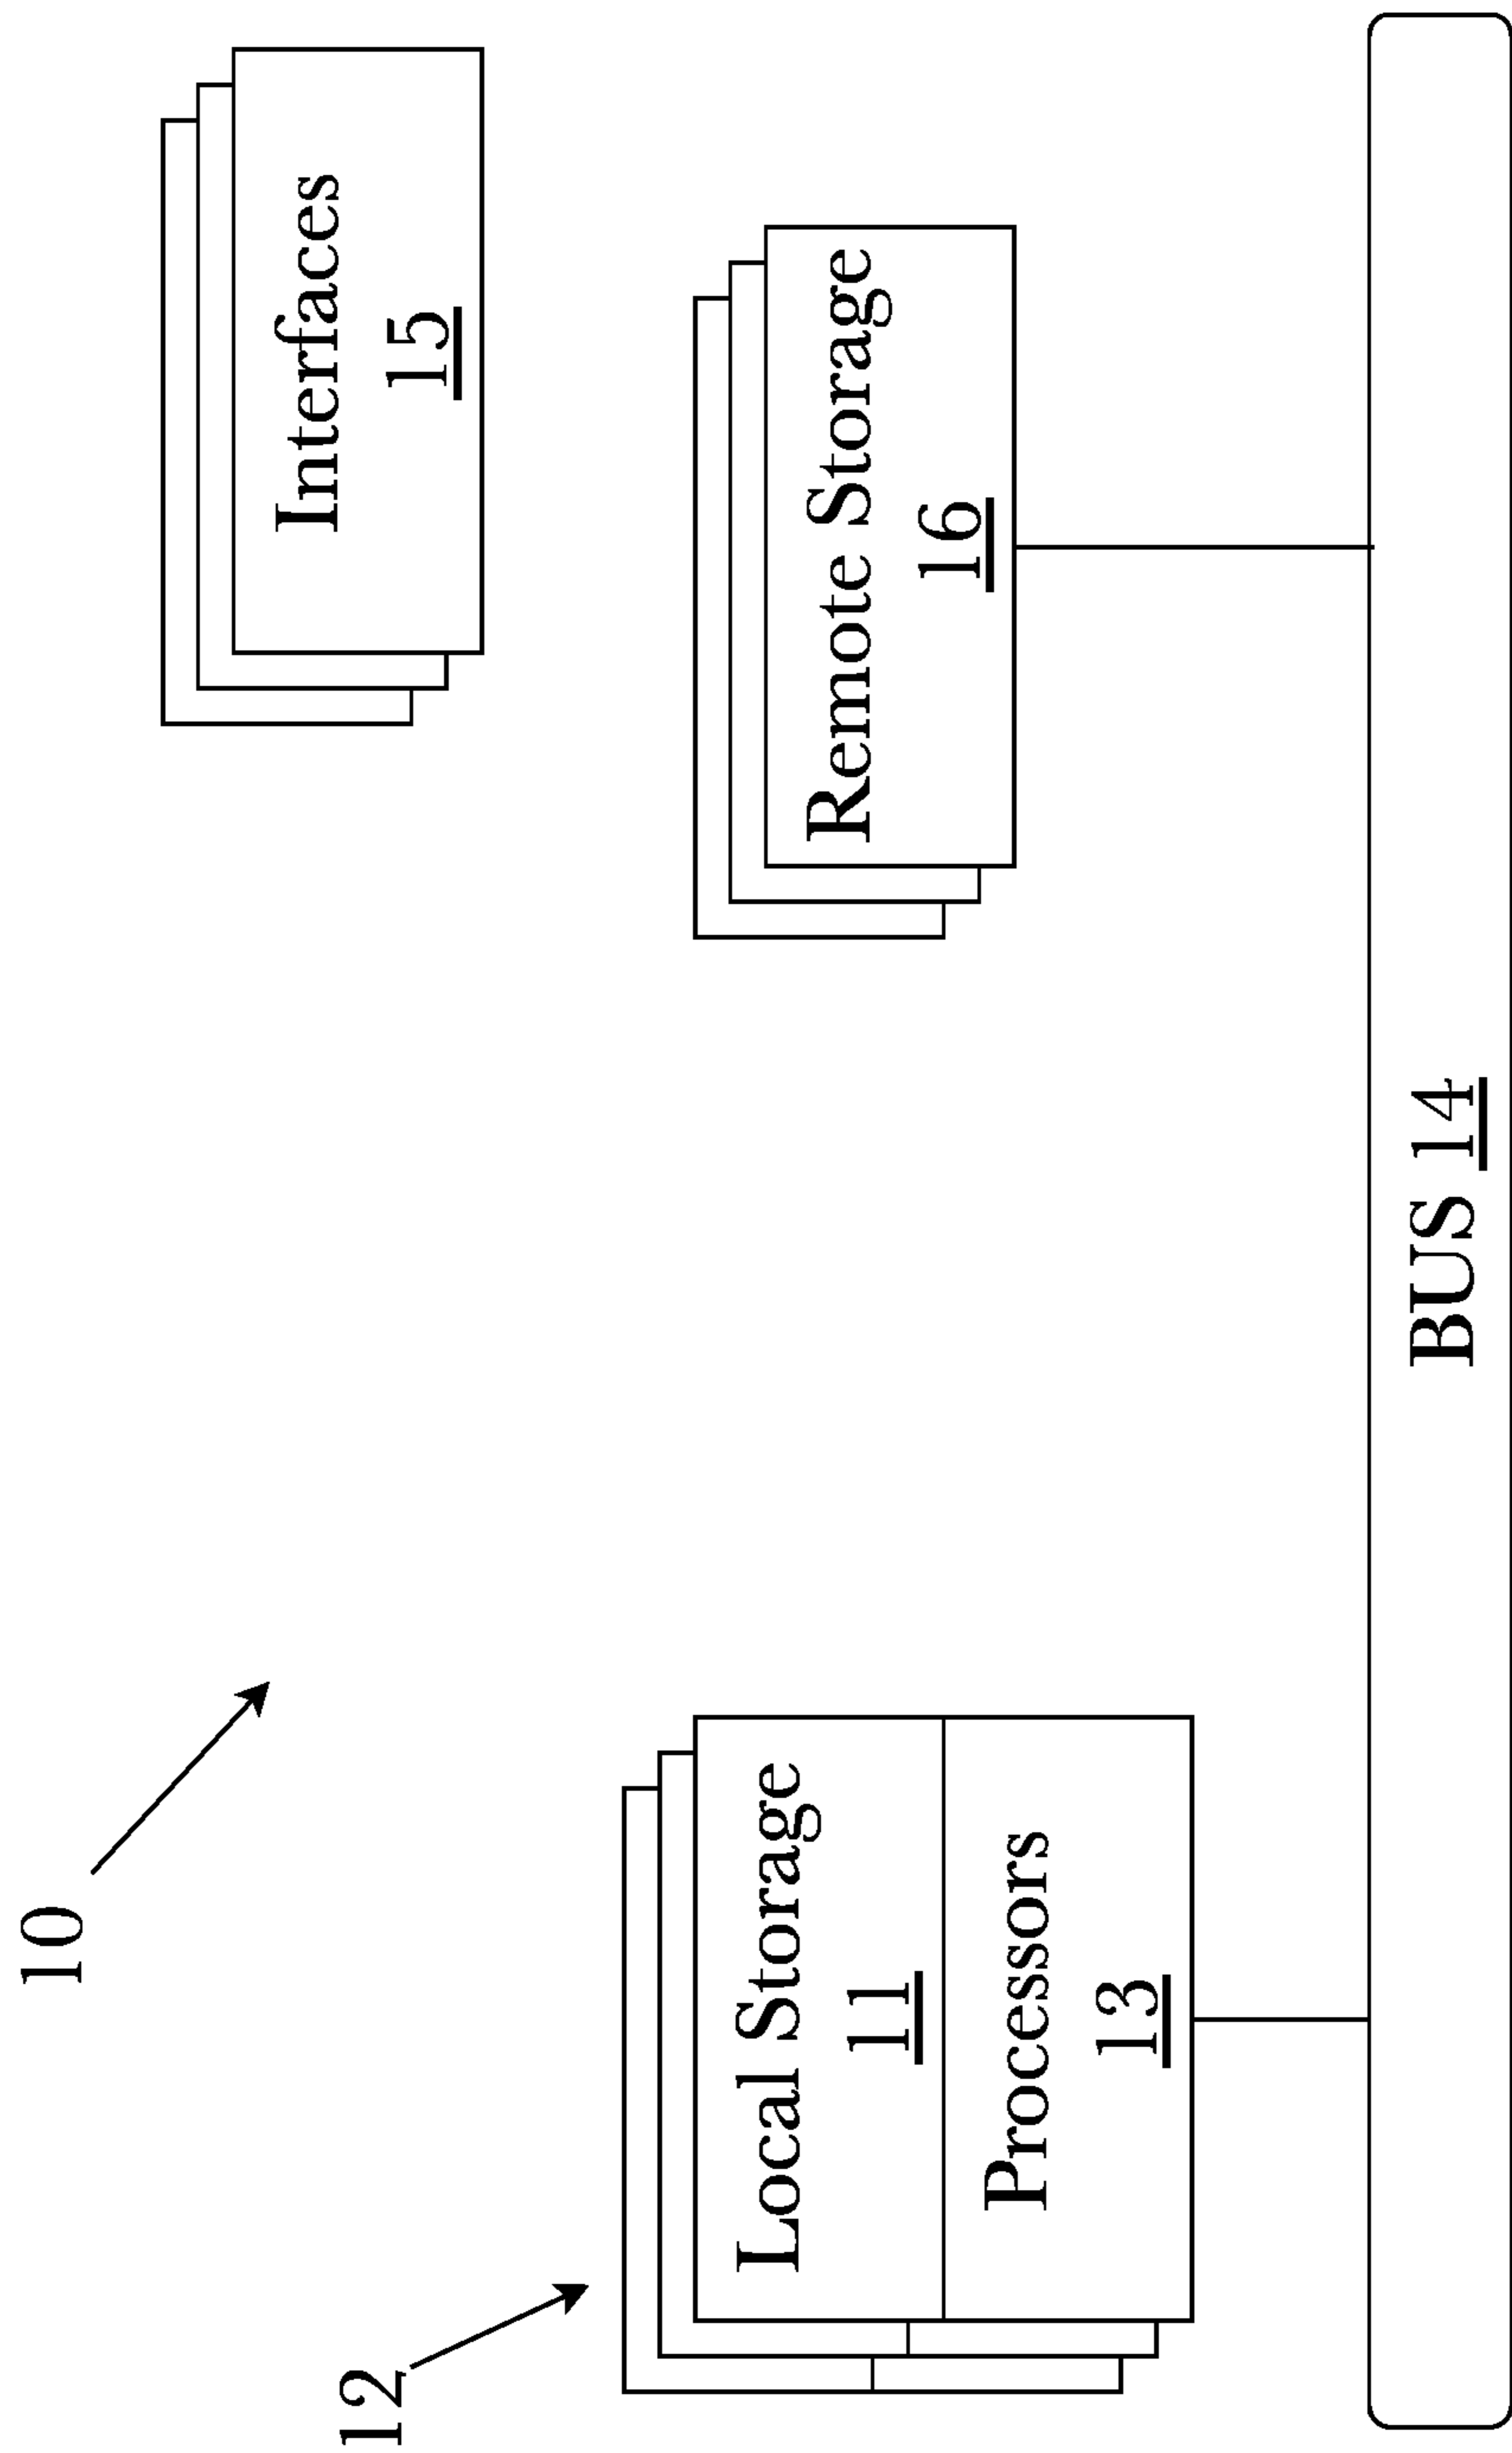 10
12
Local Storage
11
Processors
13
Interfaces
15
Remote Storage
16
BUS 14